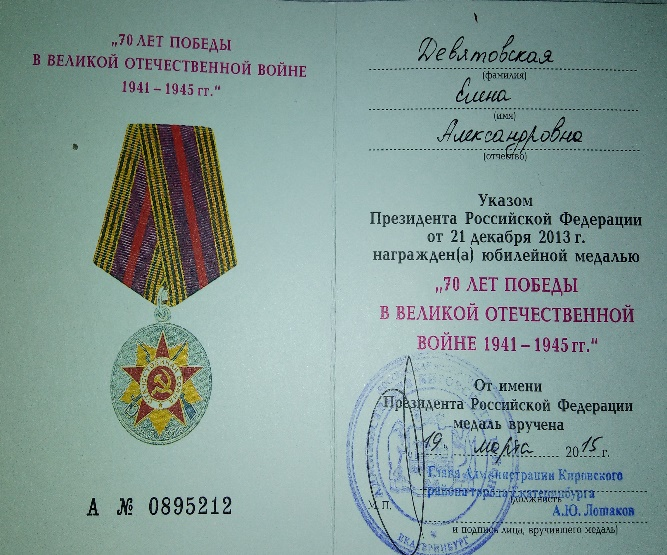 „70 ЛЕТ ПОБЕДЫ
В ВЕЛИКОЙ ОТЕЧЕСТВЕННОЙ ВОЙНЕ
1941 – 1945 гг.“
А № 0895212
Девятовская
(фамилия)
Елена
(имя)
Александровна
(отчество)
Указом
Президента Российской Федерации
от 21 декабря 2013 г.
награжден(а) юбилейной медалью
„70 ЛЕТ ПОБЕДЫ
В ВЕЛИКОЙ ОТЕЧЕСТВЕННОЙ
ВОЙНЕ 1941 – 1945 гг.“
От имени
Президента Российской Федерации
медаль вручена
19 марта 2015 г.
Глава Администрации Кировского
района города Екатеринбурга
(должность
А.Ю. Лошаков
М. П.
и подпись лица, вручившего медаль)
ЕКАТЕРИНБУРГ